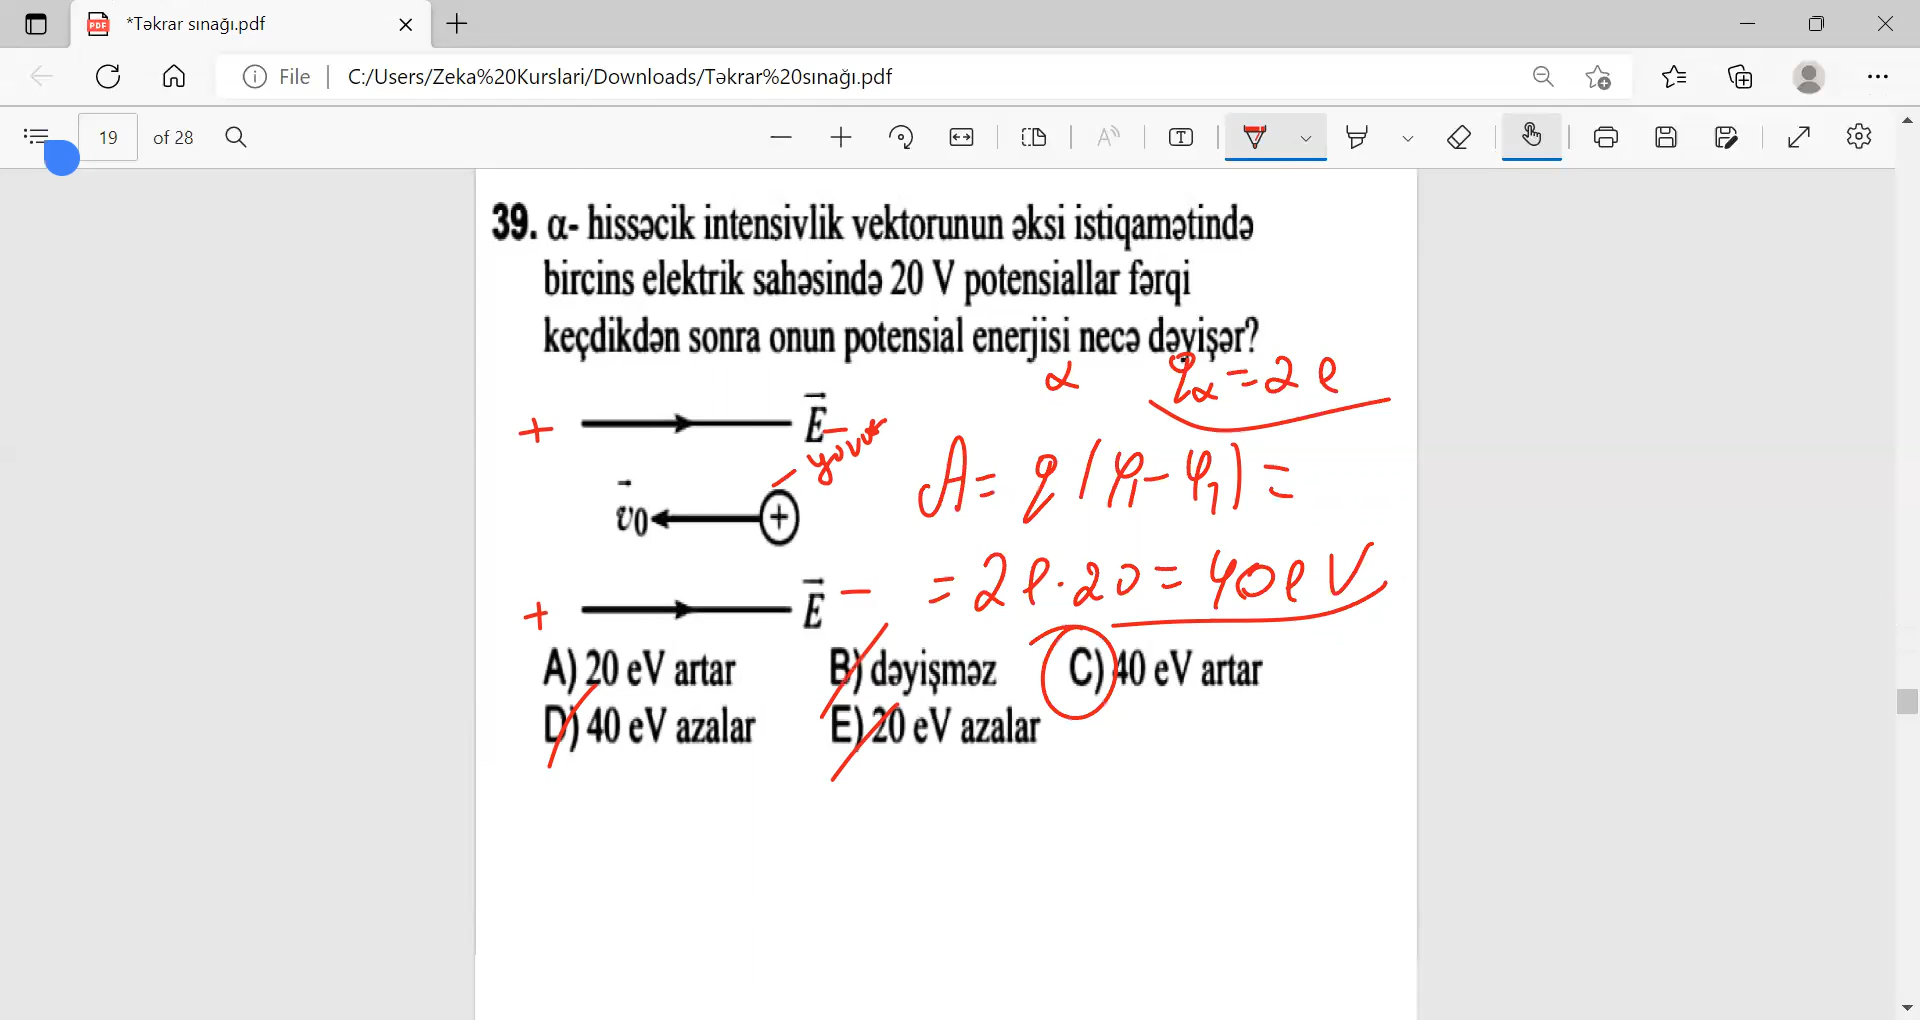 *Təkrar sınağı.pdf
File | C:/Users/Zeka%20Kurslari/Downloads/Təkrar%20sınağı.pdf
19 of 28
39. α- hissəcik intensivlik vektorunun əksi istiqamətində
bircins elektrik sahəsində 20 V potensiallar fərqi
keçdikdən sonra onun potensial enerjisi necə dəyişər?
α qα = 2e
+ E −
A = q(φ₁ − φ₂) =
v0 + −
= 2e·20 = 40eV
+ E −
A) 20 eV artar B) dəyişməz C) 40 eV artar
D) 40 eV azalar E) 20 eV azalar